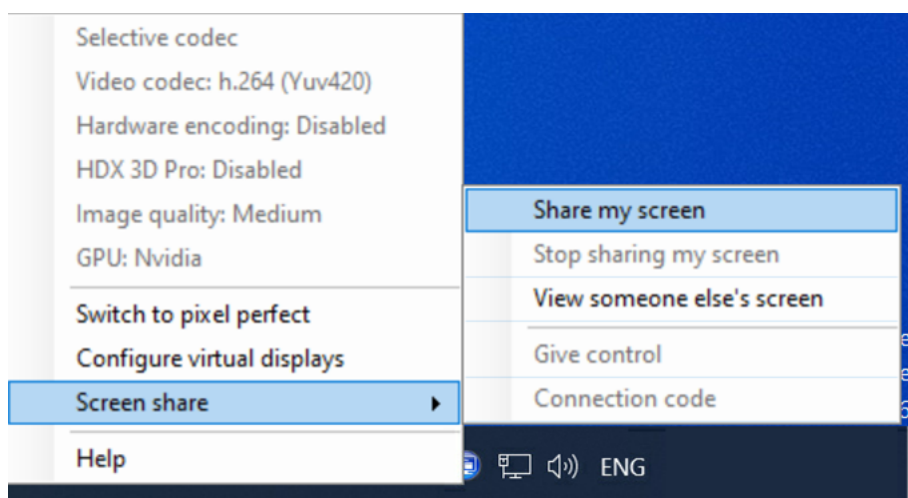 Selective codec
Video codec: h.264 (Yuv420)
Hardware encoding: Disabled
HDX 3D Pro: Disabled
Image quality: Medium
GPU: Nvidia
Switch to pixel perfect
Configure virtual displays
Screen share
Help
Share my screen
Stop sharing my screen
View someone else's screen
Give control
Connection code
ENG